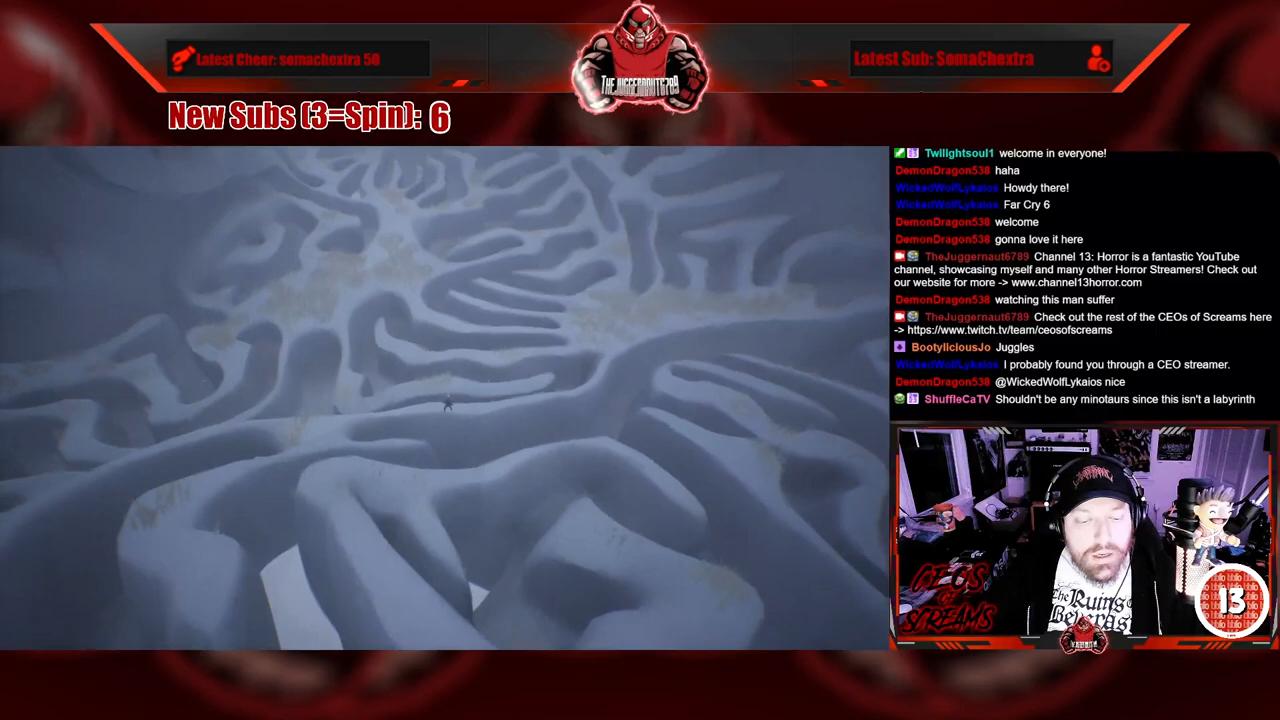 Latest Cheer: somachextra 50
THEJUGGERNAUT6789
Latest Sub: SomaChextra
New Subs (3=Spin): 6
Twilightsoul1 welcome in everyone!
DemonDragon538 haha
WickedWolfLykaios Howdy there!
WickedWolfLykaios Far Cry 6
DemonDragon538 welcome
DemonDragon538 gonna love it here
TheJuggernaut6789 Channel 13: Horror is a fantastic YouTube
channel, showcasing myself and many other Horror Streamers! Check out
our website for more -> www.channel13horror.com
DemonDragon538 watching this man suffer
TheJuggernaut6789 Check out the rest of the CEOs of Screams here
-> https://www.twitch.tv/team/ceosofscreams
BootyliciousJo Juggles
WickedWolfLykaios I probably found you through a CEO streamer.
DemonDragon538 @WickedWolfLykaios nice
ShuffleCaTV Shouldn't be any minotaurs since this isn't a labyrinth
CEOS
OF
SCREAMS
The Ruins
Of
Beverast
13